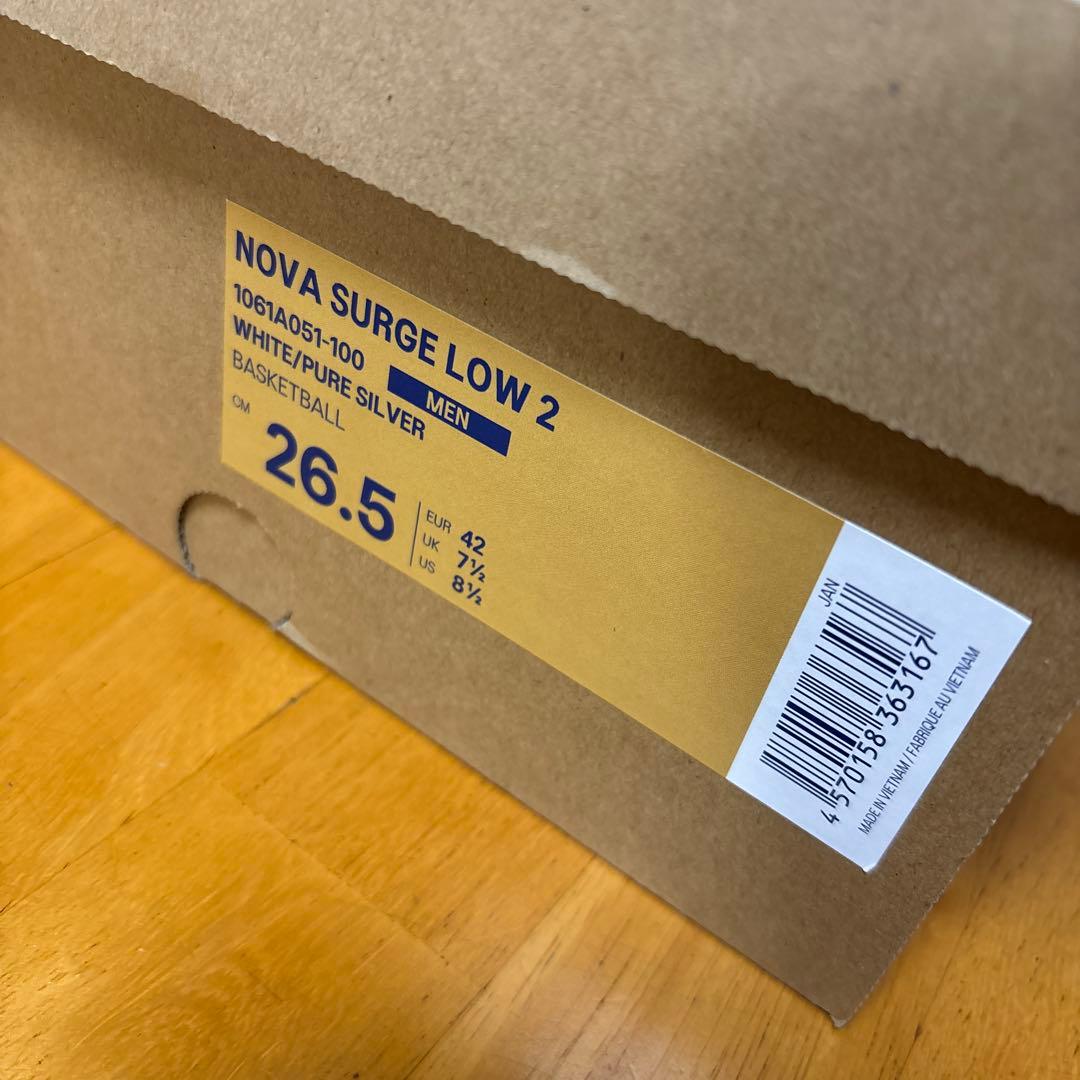 NOVA SURGE LOW 2
1061A051-100
WHITE/PURE SILVER
MEN
BASKETBALL
OM
26.5
EUR 42
UK 7½
US 8½
JAN
4 570158 363167
MADE IN VIETNAM / FABRIQUE AU VIETNAM